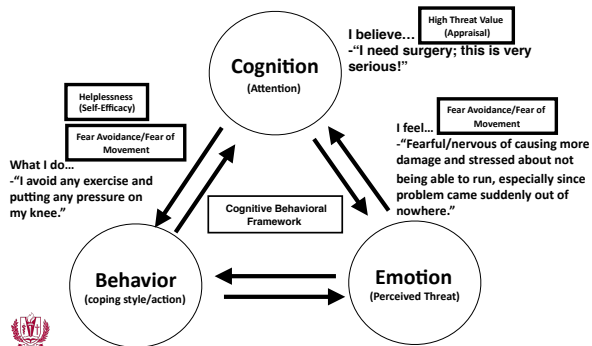 High Threat Value
(Appraisal)
I believe...
-“I need surgery; this is very
serious!”
Cognition
(Attention)
Helplessness
(Self-Efficacy)
Fear Avoidance/Fear of
Movement
What I do...
-“I avoid any exercise and
putting any pressure on
my knee.”
Fear Avoidance/Fear of
Movement
I feel...
-“Fearful/nervous of causing more
damage and stressed about not
being able to run, especially since
problem came suddenly out of
nowhere.”
Cognitive Behavioral
Framework
Behavior
(coping style/action)
Emotion
(Perceived Threat)